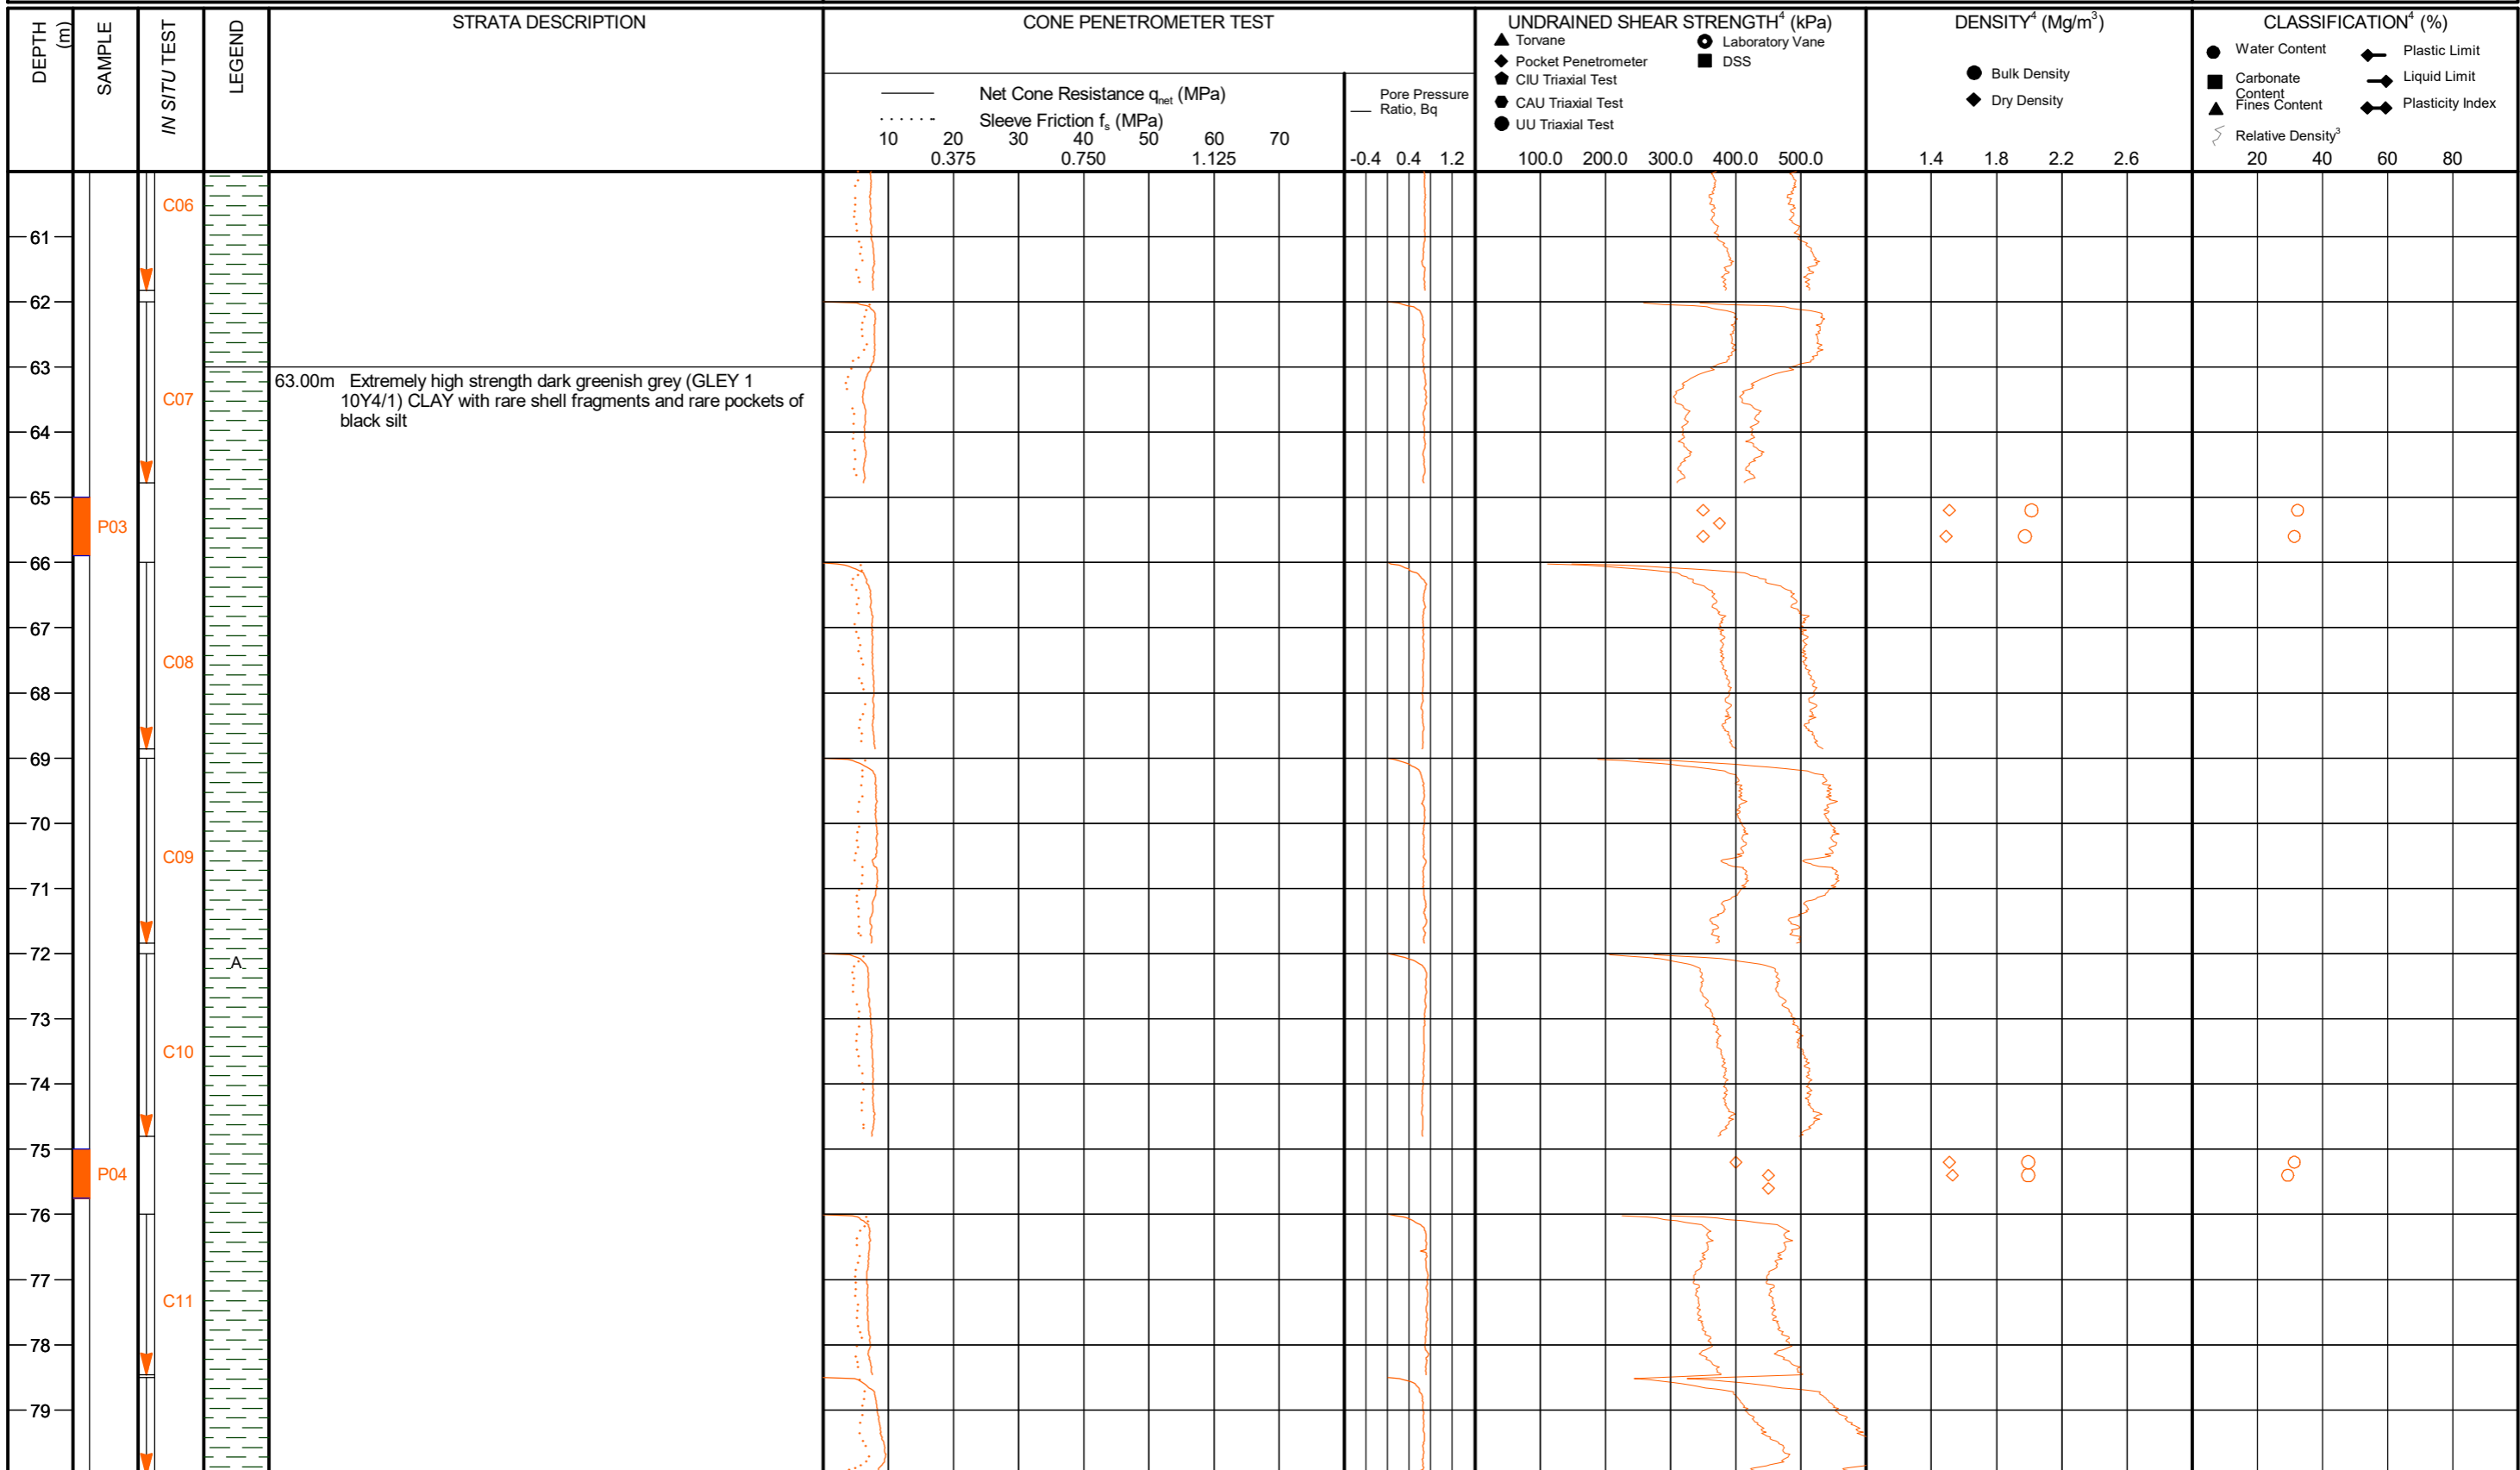 DEPTH (m)
SAMPLE
IN SITU TEST
LEGEND
STRATA DESCRIPTION
CONE PENETROMETER TEST
Net Cone Resistance qnet (MPa)
Sleeve Friction fs (MPa)
10 20 30 40 50 60 70
0.375 0.750 1.125
Pore Pressure
Ratio, Bq
-0.4 0.4 1.2
UNDRAINED SHEAR STRENGTH⁴ (kPa)
Torvane
Pocket Penetrometer
CIU Triaxial Test
CAU Triaxial Test
UU Triaxial Test
Laboratory Vane
DSS
100.0 200.0 300.0 400.0 500.0
DENSITY⁴ (Mg/m³)
Bulk Density
Dry Density
1.4 1.8 2.2 2.6
CLASSIFICATION⁴ (%)
Water Content
Carbonate
Content
Fines Content
Relative Density³
Plastic Limit
Liquid Limit
Plasticity Index
20 40 60 80
C06
61
62
63
63.00m Extremely high strength dark greenish grey (GLEY 1
10Y4/1) CLAY with rare shell fragments and rare pockets of
black silt
C07
64
65
P03
66
67
C08
68
69
70
C09
71
72
A
73
C10
74
75
P04
76
77
C11
78
79